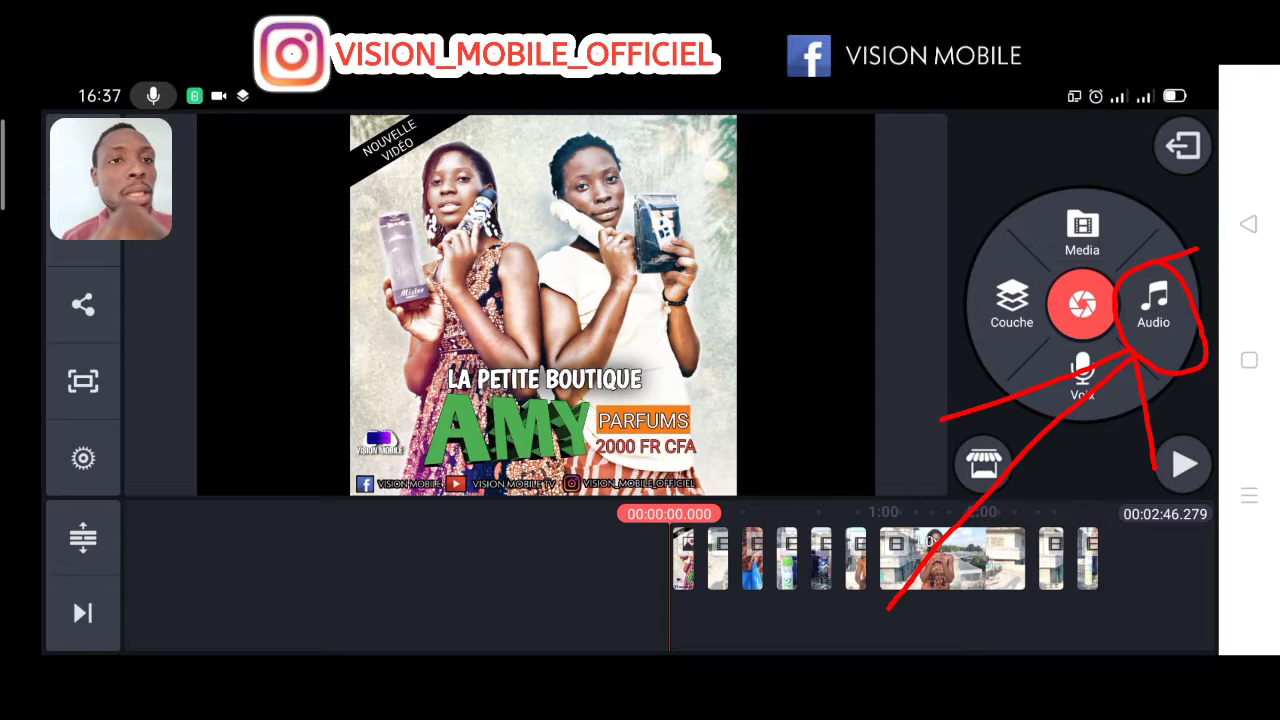 VISION_MOBILE_OFFICIEL
VISION MOBILE
16:37
NOUVELLE
VIDÉO
Media
Couche
Audio
Voix
Mister
LA PETITE BOUTIQUE
AMY
PARFUMS
2000 FR CFA
VISION MOBILE
VISION MOBILE
VISION MOBILE TV
VISION_MOBILE_OFFICIEL
00:00:00.000
1:00
2:00
00:02:46.279